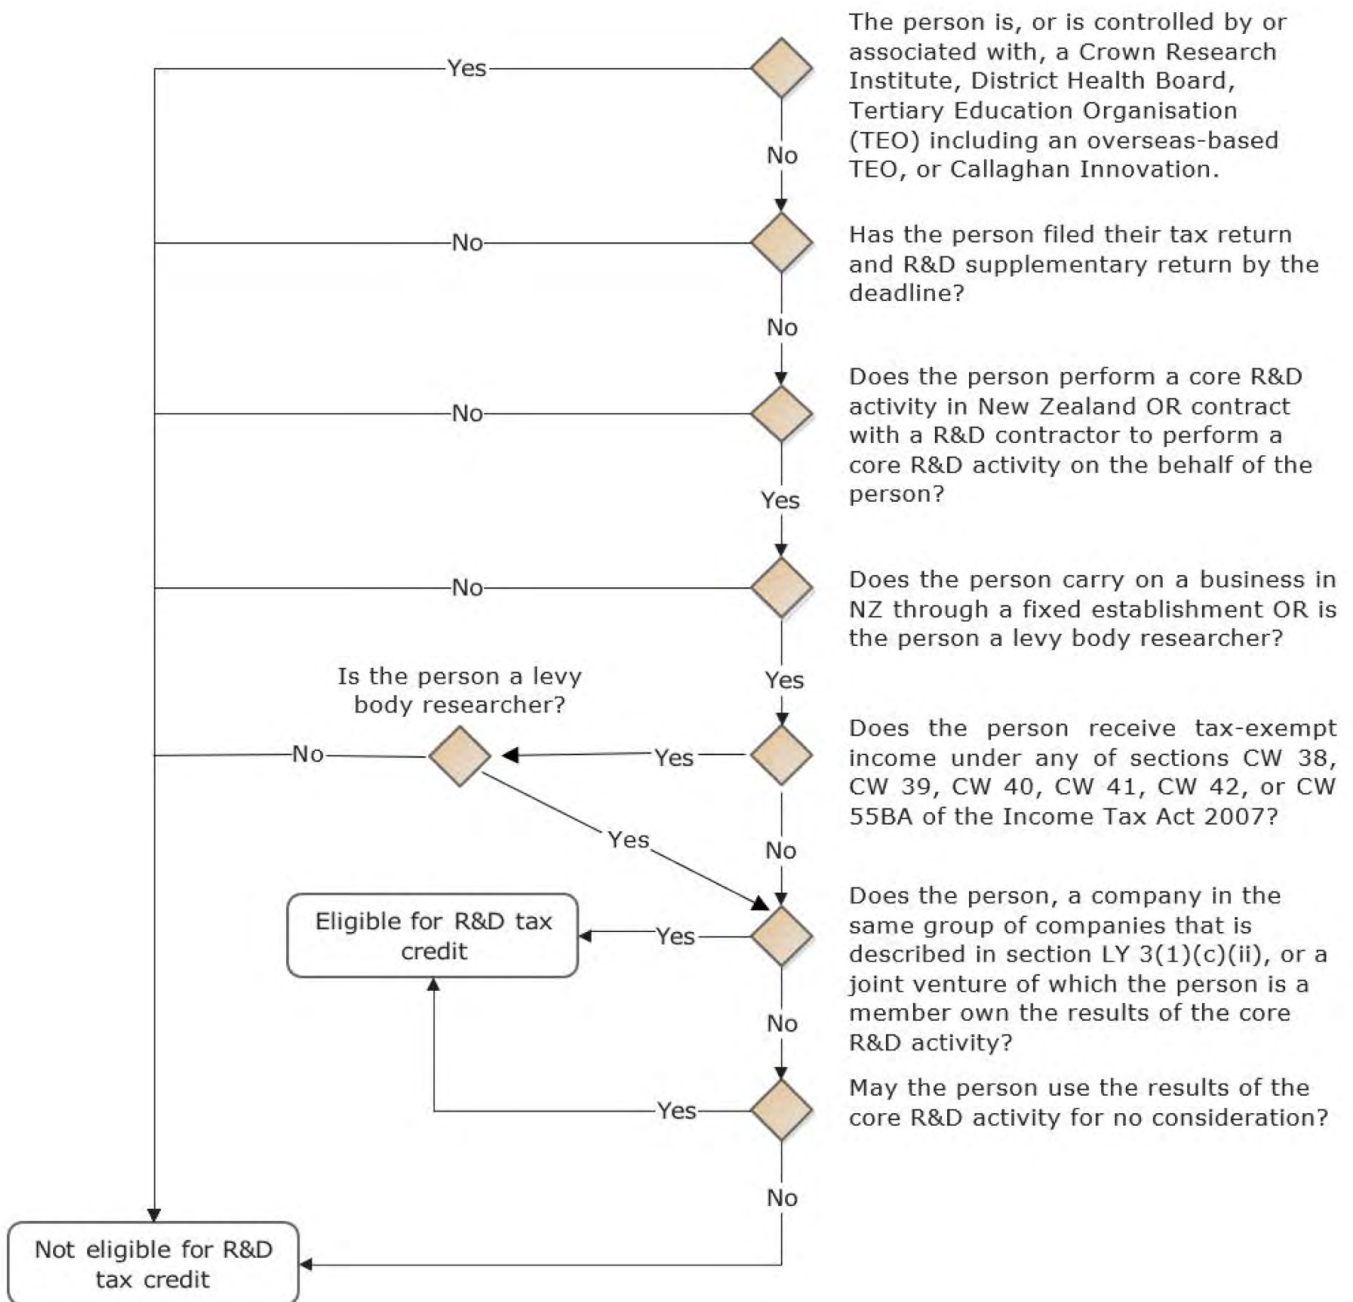 The person is, or is controlled by or
associated with, a Crown Research
Institute, District Health Board,
Tertiary Education Organisation
(TEO) including an overseas-based
TEO, or Callaghan Innovation.
Yes
No
Has the person filed their tax return
and R&D supplementary return by the
deadline?
No
No
Does the person perform a core R&D
activity in New Zealand OR contract
with a R&D contractor to perform a
core R&D activity on the behalf of the
person?
No
Yes
Does the person carry on a business in
NZ through a fixed establishment OR is
the person a levy body researcher?
No
Yes
Is the person a levy
body researcher?
Does the person receive tax-exempt
income under any of sections CW 38,
CW 39, CW 40, CW 41, CW 42, or CW
55BA of the Income Tax Act 2007?
No
Yes
Yes
No
Does the person, a company in the
same group of companies that is
described in section LY 3(1)(c)(ii), or a
joint venture of which the person is a
member own the results of the core
R&D activity?
Eligible for R&D tax
credit
Yes
No
May the person use the results of the
core R&D activity for no consideration?
Yes
No
Not eligible for R&D
tax credit